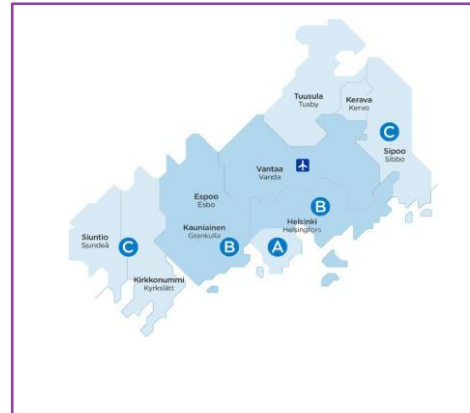 Tuusula
Tusby
Kerava
Kervo
C
Sipoo
Sibbo
Vantaa
Vanda
Espoo
Esbo
B
Helsinki
Helsingfors
Kauniainen
Grankulla
B
A
Siuntio
Sjundeå
C
Kirkkonummi
Kyrkslätt